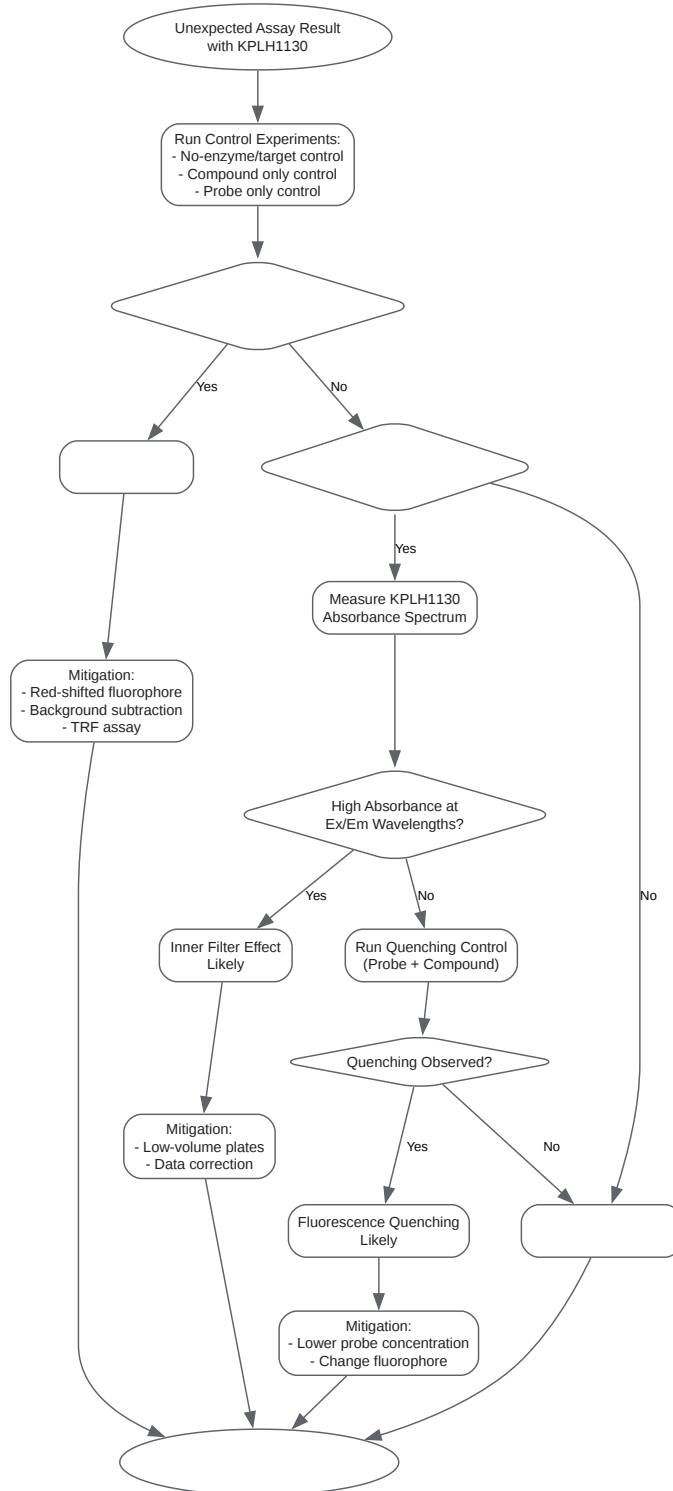 Unexpected Assay Result
with KPLH1130
Run Control Experiments:
- No-enzyme/target control
- Compound only control
- Probe only control
Yes
No
Yes
Measure KPLH1130
Absorbance Spectrum
Mitigation:
- Red-shifted fluorophore
- Background subtraction
- TRF assay
High Absorbance at
Ex/Em Wavelengths?
Yes
No
No
Inner Filter Effect
Likely
Run Quenching Control
(Probe + Compound)
Quenching Observed?
Mitigation:
- Low-volume plates
- Data correction
Yes
No
Fluorescence Quenching
Likely
Mitigation:
- Lower probe concentration
- Change fluorophore